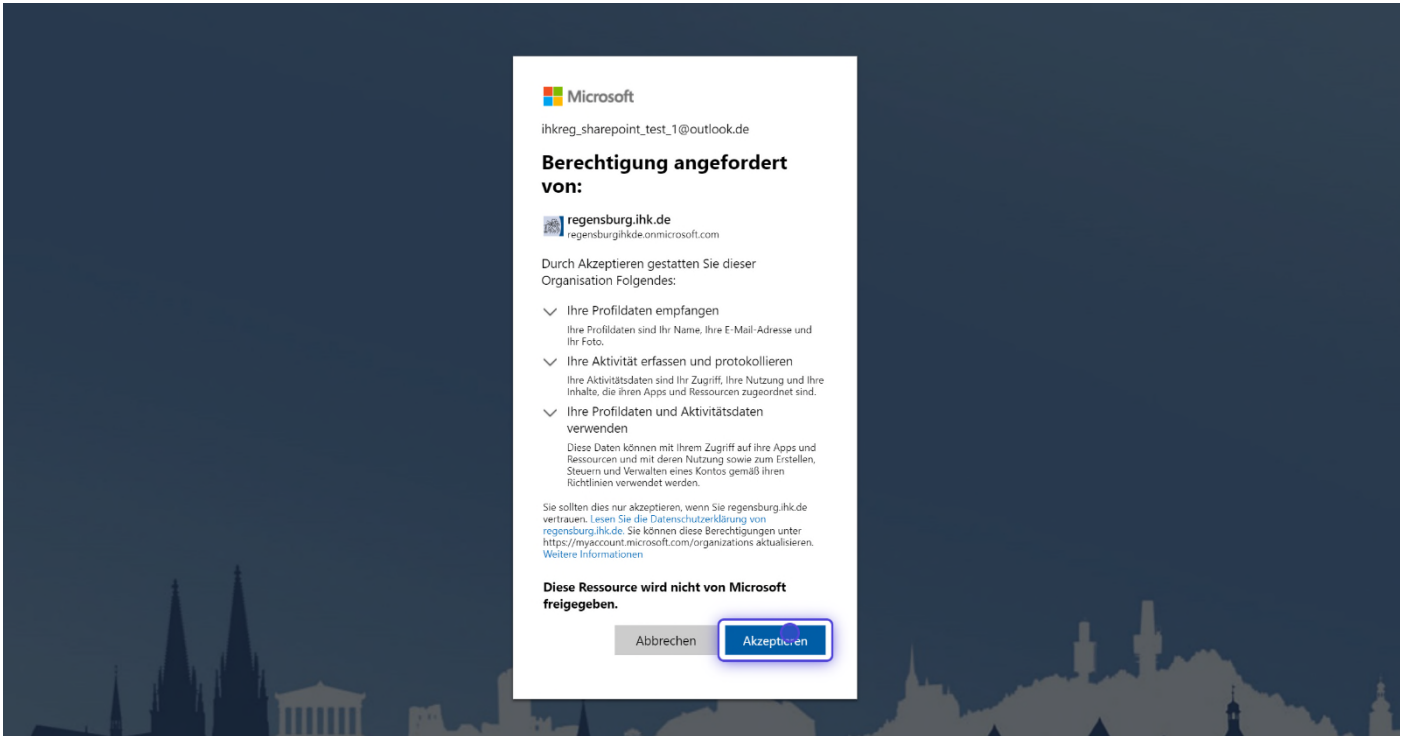 Microsoft
ihkreg_sharepoint_test_1@outlook.de
Berechtigung angefordert
von:
regensburg.ihk.de
regensburgihkde.onmicrosoft.com
Durch Akzeptieren gestatten Sie dieser
Organisation Folgendes:
Ihre Profildaten empfangen
Ihre Profildaten sind Ihr Name, Ihre E-Mail-Adresse und
Ihr Foto.
Ihre Aktivität erfassen und protokollieren
Ihre Aktivitätsdaten sind Ihr Zugriff, Ihre Nutzung und Ihre
Inhalte, die ihren Apps und Ressourcen zugeordnet sind.
Ihre Profildaten und Aktivitätsdaten
verwenden
Diese Daten können mit Ihrem Zugriff auf ihre Apps und
Ressourcen und mit deren Nutzung sowie zum Erstellen,
Steuern und Verwalten eines Kontos gemäß ihren
Richtlinien verwendet werden.
Sie sollten dies nur akzeptieren, wenn Sie regensburg.ihk.de
vertrauen. Lesen Sie die Datenschutzerklärung von
regensburg.ihk.de. Sie können diese Berechtigungen unter
https://myaccount.microsoft.com/organizations aktualisieren.
Weitere Informationen
Diese Ressource wird nicht von Microsoft
freigegeben.
Abbrechen
Akzeptieren